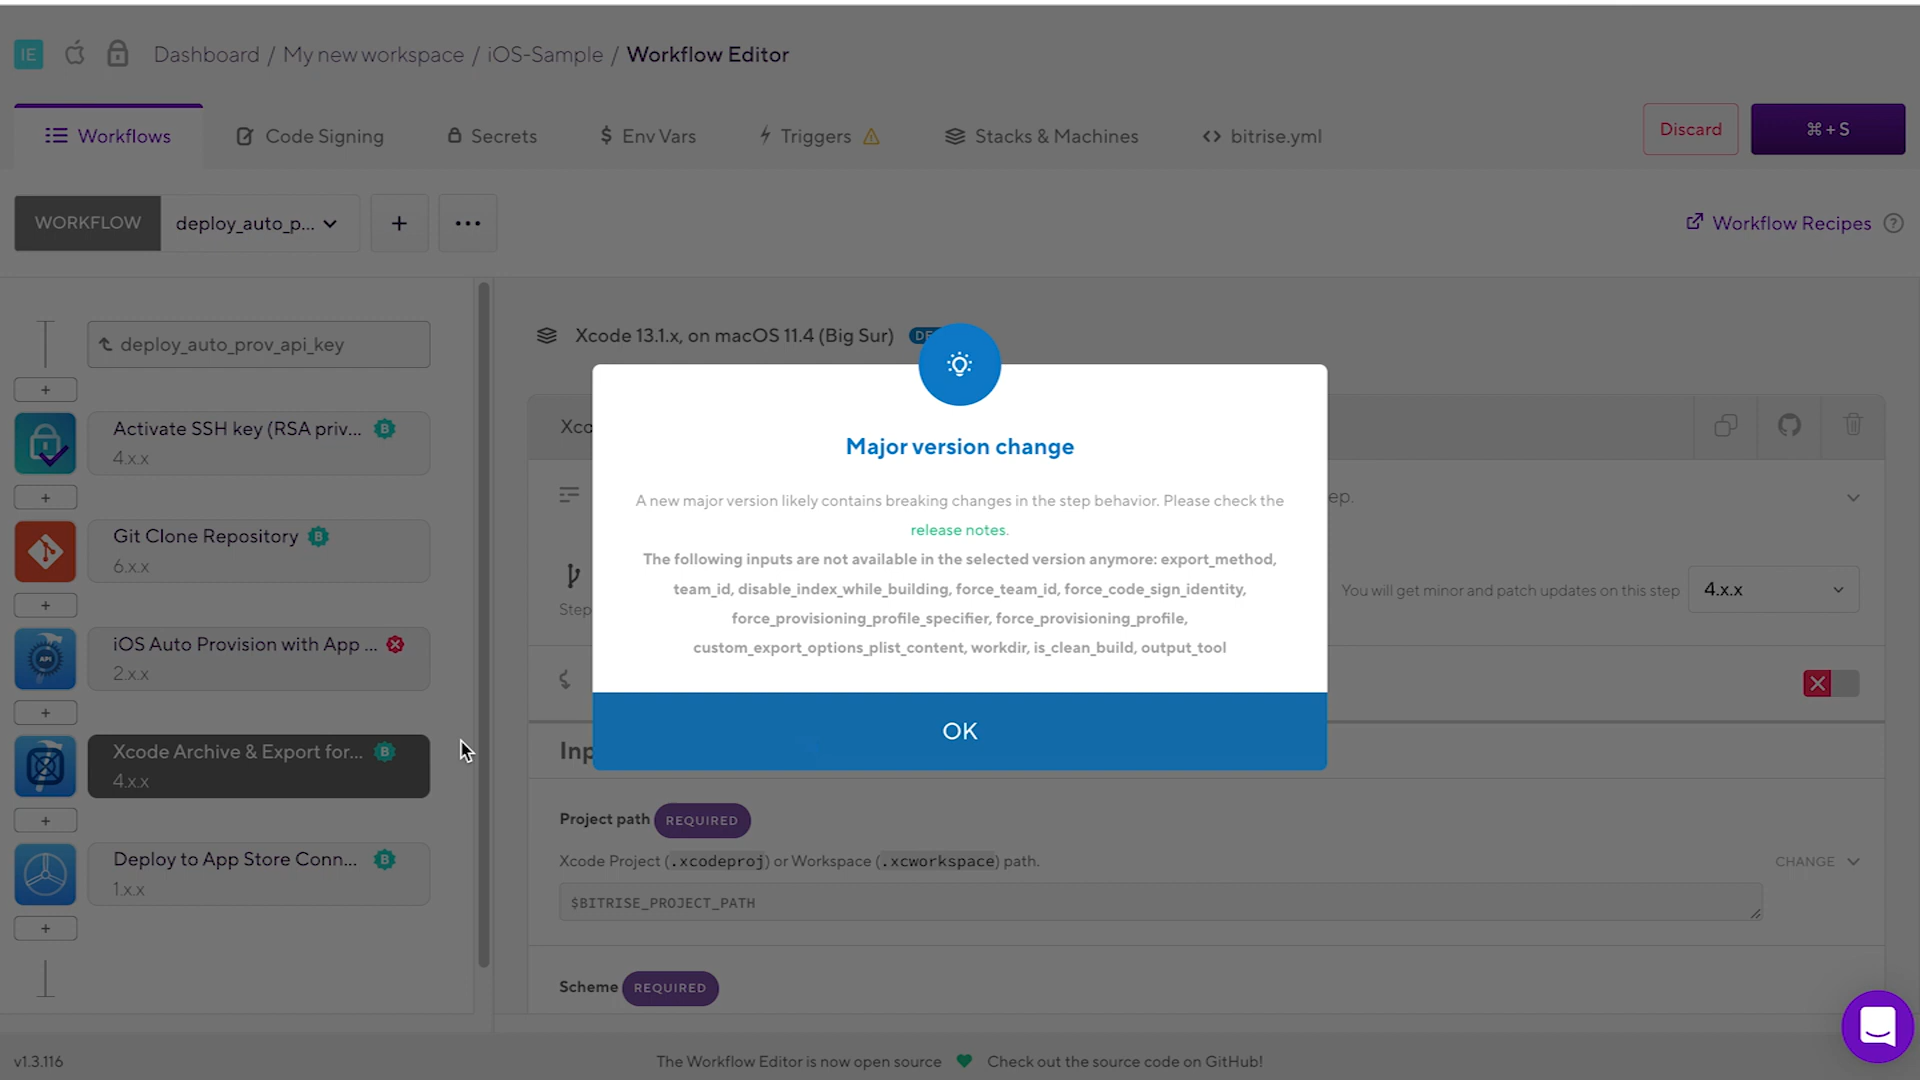 IE Dashboard / My new workspace / iOS-Sample / Workflow Editor
Workflows Code Signing Secrets $ Env Vars Triggers Stacks & Machines <> bitrise.yml Discard ⌘ + S
WORKFLOW deploy_auto_p... + ... Workflow Recipes ?
deploy_auto_prov_api_key
+
Activate SSH key (RSA priv... B
4.x.x
+
Git Clone Repository B
6.x.x
+
API iOS Auto Provision with App ...
2.x.x
+
Xcode Archive & Export for... B
4.x.x
+
Deploy to App Store Conn... B
1.x.x
+
Xcode 13.1.x, on macOS 11.4 (Big Sur) DE
Xco
ep.
Step
You will get minor and patch updates on this step 4.x.x
Major version change
A new major version likely contains breaking changes in the step behavior. Please check the
release notes.
The following inputs are not available in the selected version anymore: export_method,
team_id, disable_index_while_building, force_team_id, force_code_sign_identity,
force_provisioning_profile_specifier, force_provisioning_profile,
custom_export_options_plist_content, workdir, is_clean_build, output_tool
OK
Inp
Project path REQUIRED
Xcode Project (.xcodeproj) or Workspace (.xcworkspace) path. CHANGE
$BITRISE_PROJECT_PATH
Scheme REQUIRED
v1.3.116 The Workflow Editor is now open source Check out the source code on GitHub!